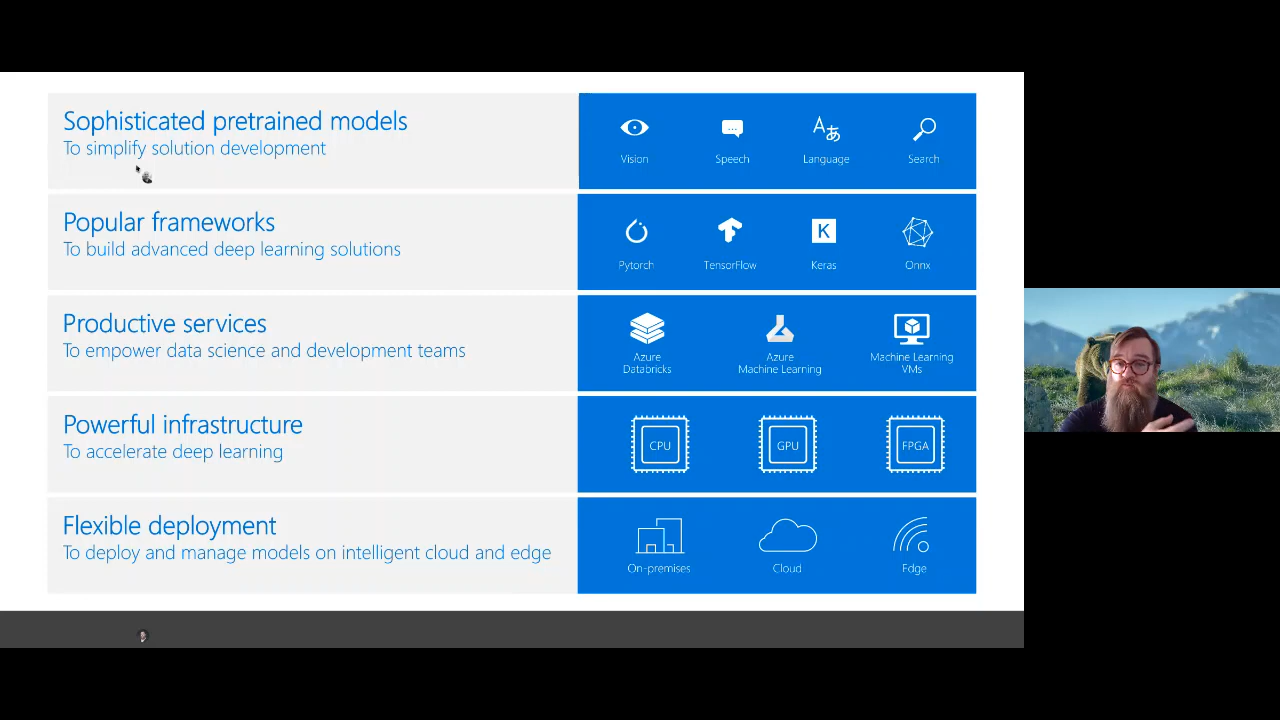 Sophisticated pretrained models
To simplify solution development
...
Aあ
Vision
Speech
Language
Search
Popular frameworks
To build advanced deep learning solutions
K
Pytorch
TensorFlow
Keras
Onnx
Productive services
To empower data science and development teams
Azure
Databricks
Azure
Machine Learning
Machine Learning
VMs
Powerful infrastructure
To accelerate deep learning
CPU
GPU
FPGA
Flexible deployment
To deploy and manage models on intelligent cloud and edge
On-premises
Cloud
Edge